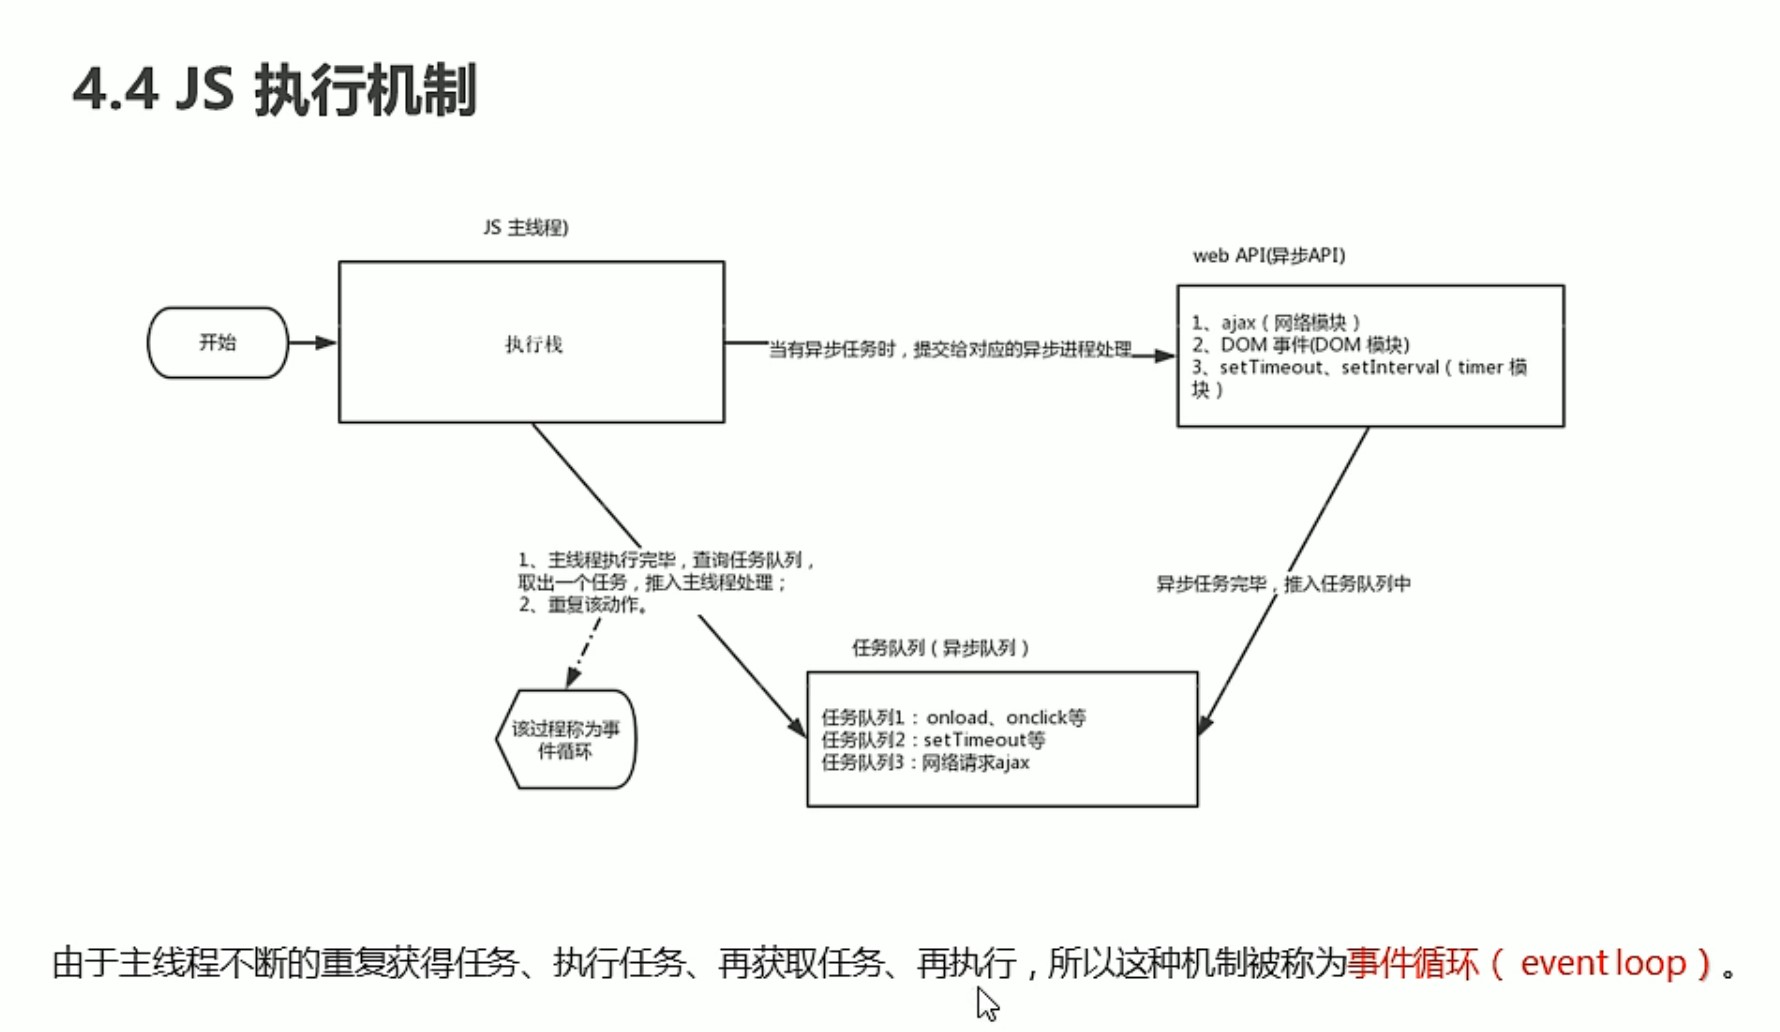 4.4 JS 执行机制
JS 主线程)
web API(异步API)
开始
执行栈
当有异步任务时，提交给对应的异步进程处理
1、ajax（网络模块）
2、DOM 事件(DOM 模块)
3、setTimeout、setInterval（timer 模
块）
1、主线程执行完毕，查询任务队列，
取出一个任务，推入主线程处理；
2、重复该动作。
异步任务完毕，推入任务队列中
任务队列（异步队列）
该过程称为事
件循环
任务队列1：onload、onclick等
任务队列2：setTimeout等
任务队列3：网络请求ajax
由于主线程不断的重复获得任务、执行任务、再获取任务、再执行，所以这种机制被称为事件循环（ event loop）。